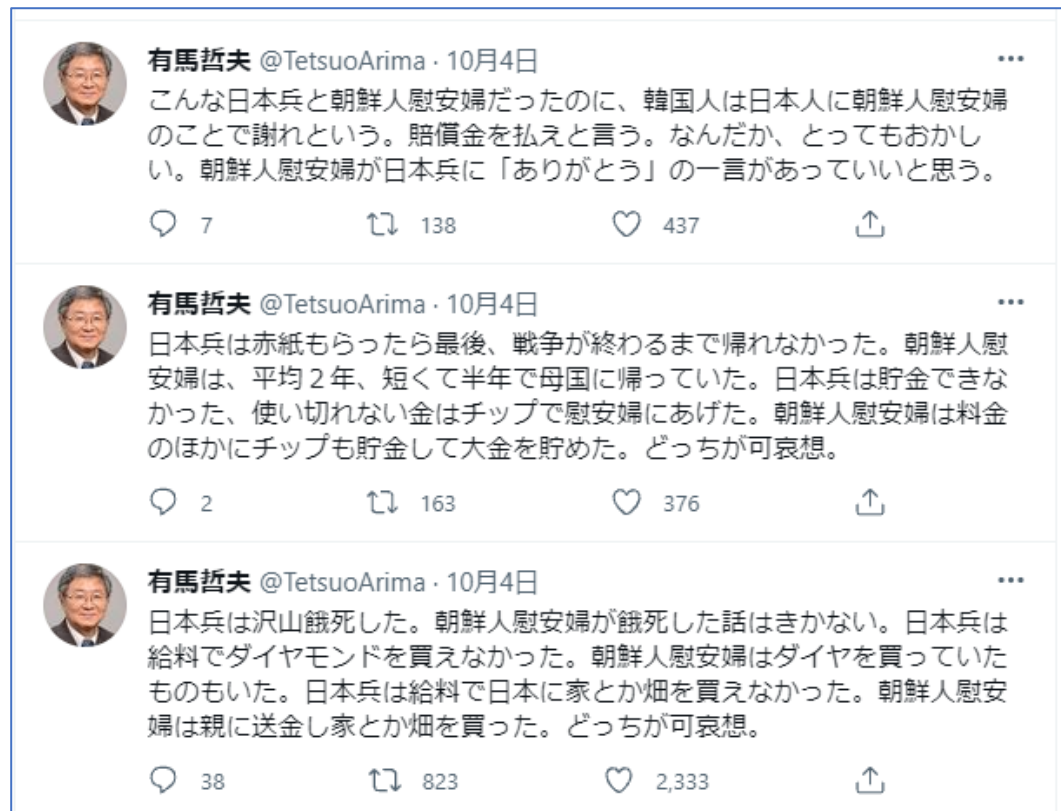 有馬哲夫 @TetsuoArima · 10月4日
こんな日本兵と朝鮮人慰安婦だったのに、韓国人は日本人に朝鮮人慰安婦
のことで謝れという。賠償金を払えと言う。なんだか、とってもおかし
い。朝鮮人慰安婦が日本兵に「ありがとう」の一言があっていいと思う。
7 138 437
有馬哲夫 @TetsuoArima · 10月4日
日本兵は赤紙もらったら最後、戦争が終わるまで帰れなかった。朝鮮人慰
安婦は、平均２年、短くて半年で母国に帰っていた。日本兵は貯金できな
かった、使い切れない金はチップで慰安婦にあげた。朝鮮人慰安婦は料金
のほかにチップも貯金して大金を貯めた。どっちが可哀想。
2 163 376
有馬哲夫 @TetsuoArima · 10月4日
日本兵は沢山餓死した。朝鮮人慰安婦が餓死した話はきかない。日本兵は
給料でダイヤモンドを買えなかった。朝鮮人慰安婦はダイヤを買っていた
ものもいた。日本兵は給料で日本に家とか畑を買えなかった。朝鮮人慰安
婦は親に送金し家とか畑を買った。どっちが可哀想。
38 823 2,333